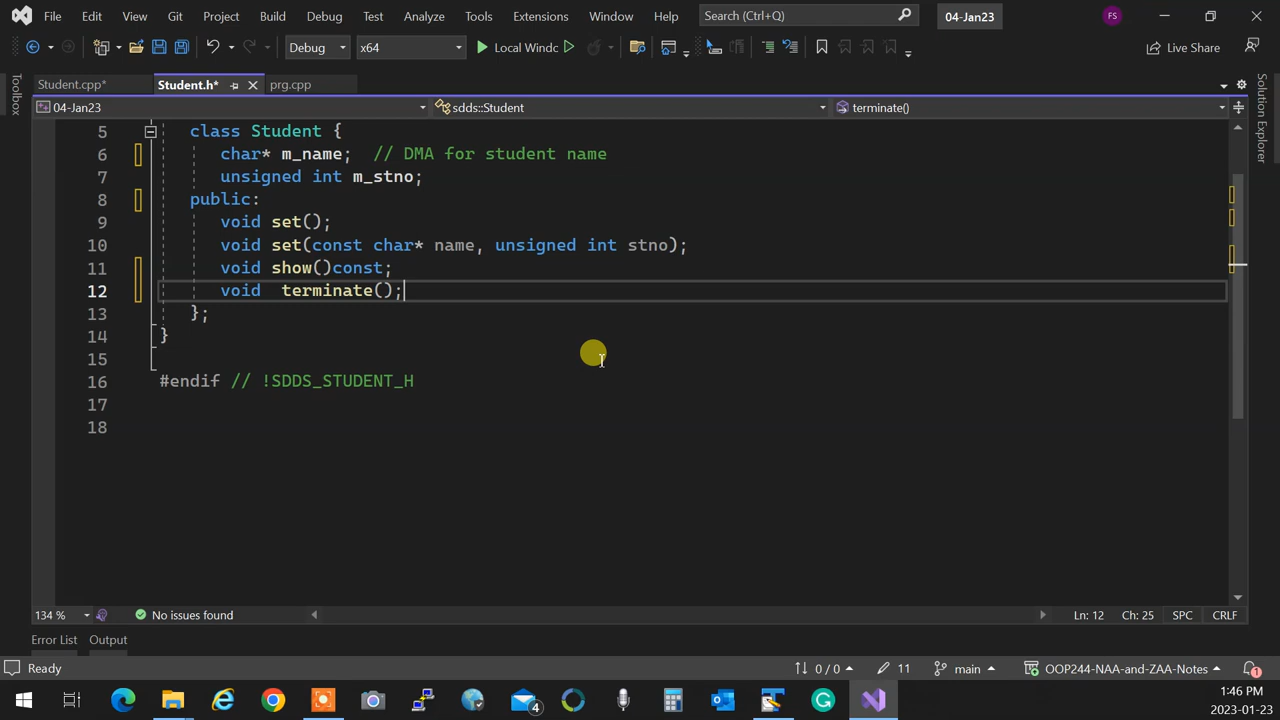 File Edit View Git Project Build Debug Test Analyze Tools Extensions Window Help Search (Ctrl+Q) 04-Jan23 FS
Debug x64 Local Windc Live Share
Student.cpp* Student.h* prg.cpp
04-Jan23 sdds::Student terminate()
Toolbox
Solution Explorer
5 class Student {
6 char* m_name; // DMA for student name
7 unsigned int m_stno;
8 public:
9 void set();
10 void set(const char* name, unsigned int stno);
11 void show()const;
12 void  terminate();
13 };
14 }
15
16 #endif // !SDDS_STUDENT_H
17
18
134 % No issues found Ln: 12 Ch: 25 SPC CRLF
Error List Output
Ready 0 / 0 11 main OOP244-NAA-and-ZAA-Notes 1
4 1:46 PM
2023-01-23